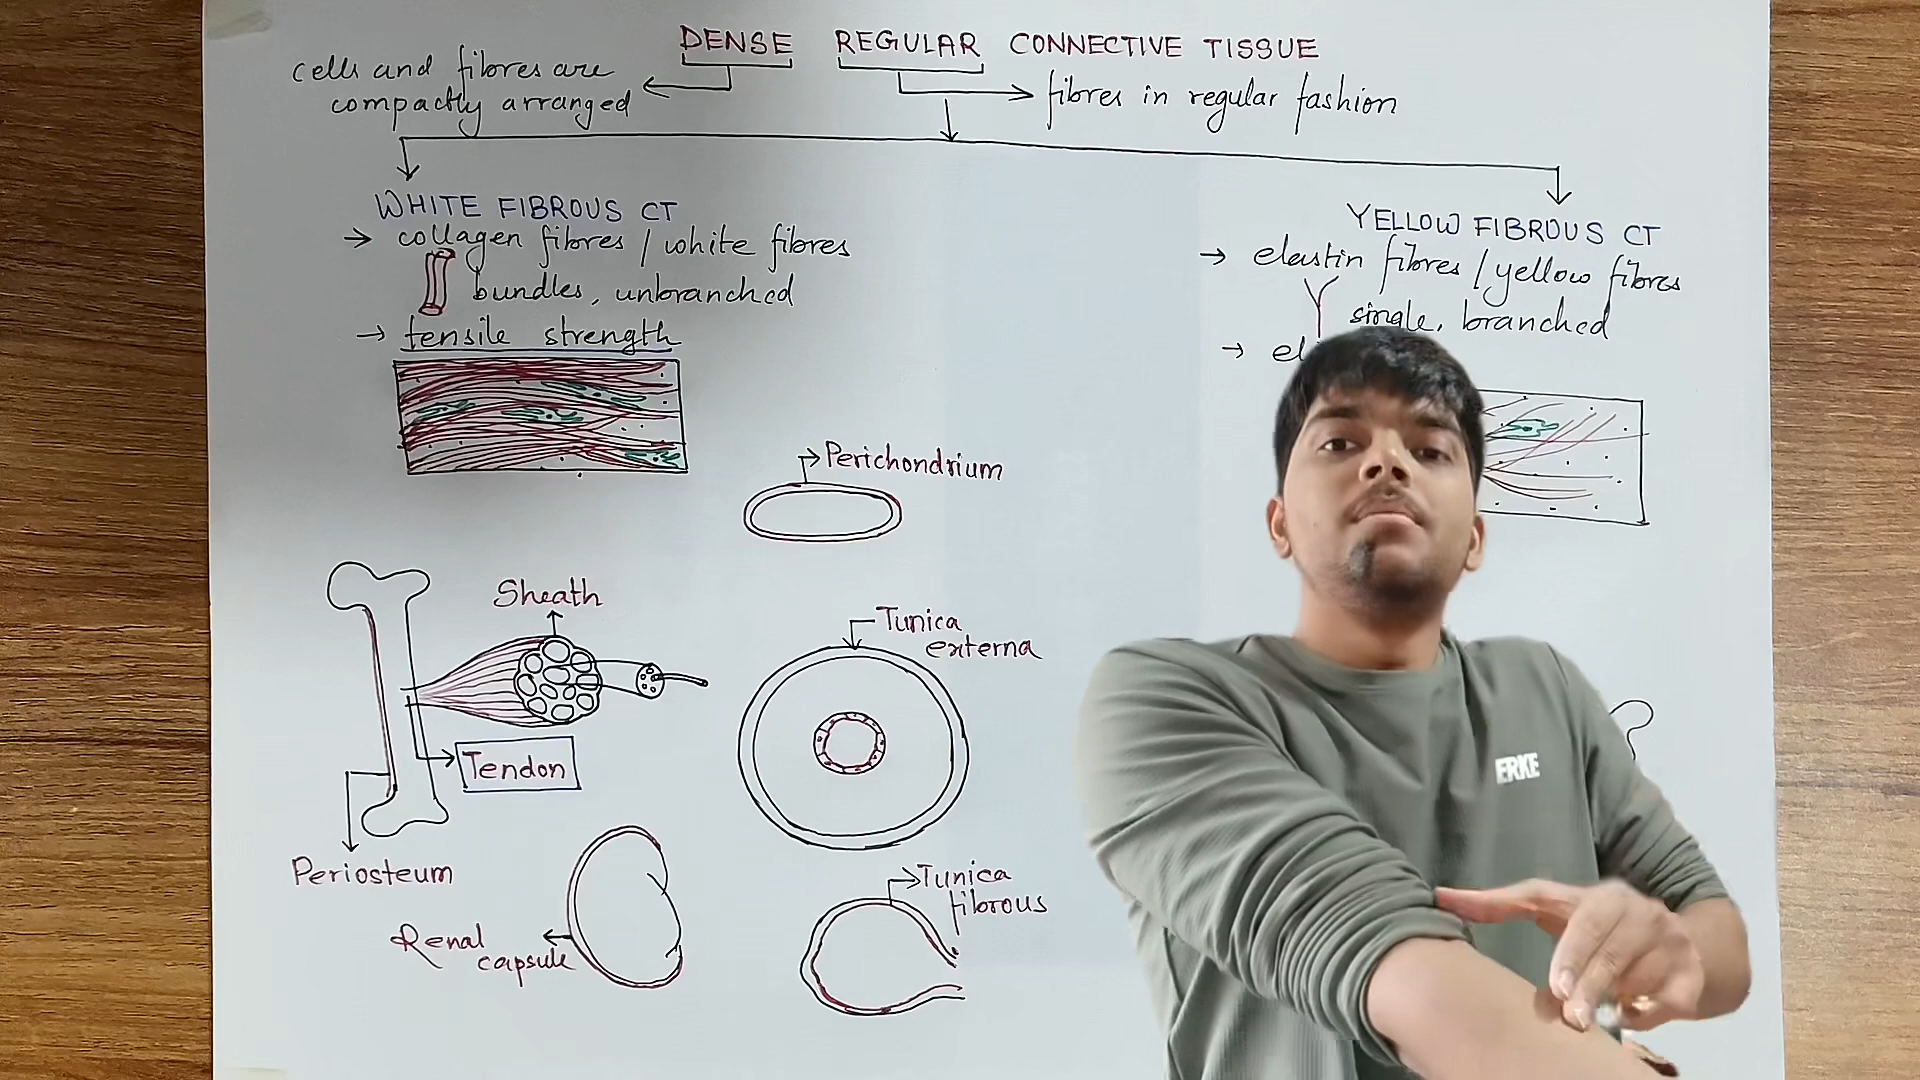 DENSE REGULAR CONNECTIVE TISSUE
cells and fibres are
compactly arranged
fibres in regular fashion
WHITE FIBROUS CT
→ collagen fibres / white fibres
bundles, unbranched
→ tensile strength
YELLOW FIBROUS CT
→ elastin fibres / yellow fibres
single, branched
→
Perichondrium
Sheath
Tendon
Periosteum
Renal
capsule
Tunica
externa
Tunica
fibrous
ERKE